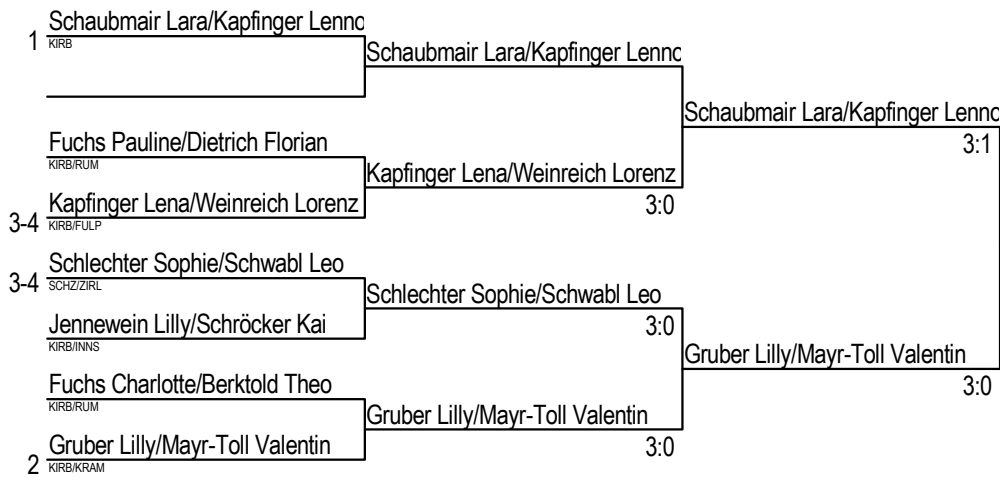 Schaubmair Lara/Kapfinger Lenno
1
KIRB
Schaubmair Lara/Kapfinger Lenno
Schaubmair Lara/Kapfinger Lenno
3:1
Fuchs Pauline/Dietrich Florian
KIRB/RUM
Kapfinger Lena/Weinreich Lorenz
3:0
Kapfinger Lena/Weinreich Lorenz
3-4
KIRB/FULP
Schlechter Sophie/Schwabl Leo
3-4
SCHZ/ZIRL
Schlechter Sophie/Schwabl Leo
3:0
Jennewein Lilly/Schröcker Kai
KIRB/INNS
Gruber Lilly/Mayr-Toll Valentin
3:0
Fuchs Charlotte/Berktold Theo
KIRB/RUM
Gruber Lilly/Mayr-Toll Valentin
3:0
Gruber Lilly/Mayr-Toll Valentin
2
KIRB/KRAM